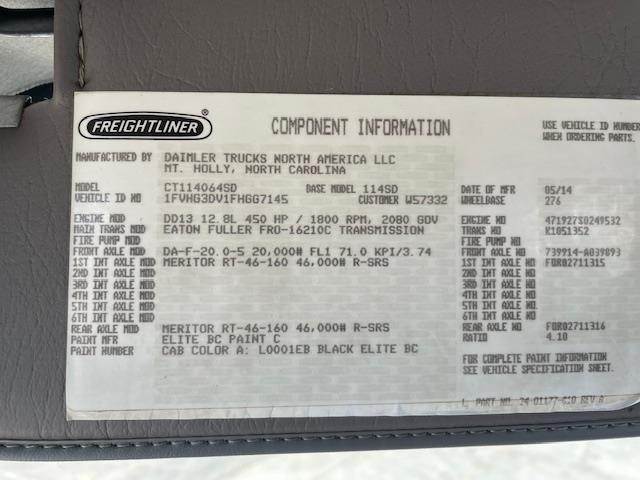 FREIGHTLINER®
COMPONENT INFORMATION
USE VEHICLE ID NUMBER
WHEN ORDERING PARTS.
MANUFACTURED BY DAIMLER TRUCKS NORTH AMERICA LLC
MT. HOLLY, NORTH CAROLINA
MODEL CT114064SD BASE MODEL 114SD MFG DATE 05/14
VEHICLE ID NO 1FVHG3DV1FHGG7145 CUSTOMER W57332 WHEELBASE 276
ENGINE MOD DD13 12.8L 450 HP / 1800 RPM, 2080 GOV ENGINE NO 471927S0249532
MAIN TRANS MOD EATON FULLER FRO-16210C TRANSMISSION TRANS NO K1051352
FIRE PUMP MOD FIRE PUMP NO
FRONT AXLE MOD DA-F-20.0-5 20,000# FL1 71.0 KPI/3.74 FRONT AXLE NO 739914-A039893
1ST INT AXLE MOD MERITOR RT-46-160 46,000# R-SRS 1ST INT AXLE NO FOR02711315
2ND INT AXLE MOD 2ND INT AXLE NO
3RD INT AXLE MOD 3RD INT AXLE NO
4TH INT AXLE MOD 4TH INT AXLE NO
5TH INT AXLE MOD 5TH INT AXLE NO
6TH INT AXLE MOD 6TH INT AXLE NO
REAR AXLE MOD MERITOR RT-46-160 46,000# R-SRS REAR AXLE NO FOR02711316
PAINT MFR ELITE BC PAINT C RATIO 4.10
PAINT NUMBER CAB COLOR A: L0001EB BLACK ELITE BC
FOR COMPLETE PAINT INFORMATION
SEE VEHICLE SPECIFICATION SHEET.
PART NO. 24-01177-010 REV A